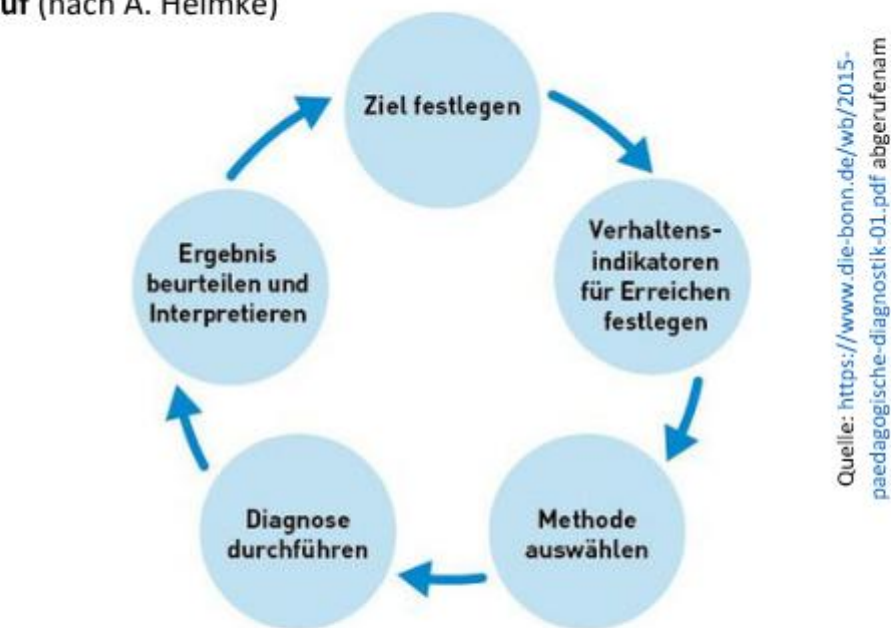 uf (nach A. Helmke)
Ziel festlegen
Verhaltens-
indikatoren
für Erreichen
festlegen
Methode
auswählen
Diagnose
durchführen
Ergebnis
beurteilen und
Interpretieren
Quelle: https://www.die-bonn.de/wb/2015-
paedagogische-diagnostik-01.pdf abgerufenam